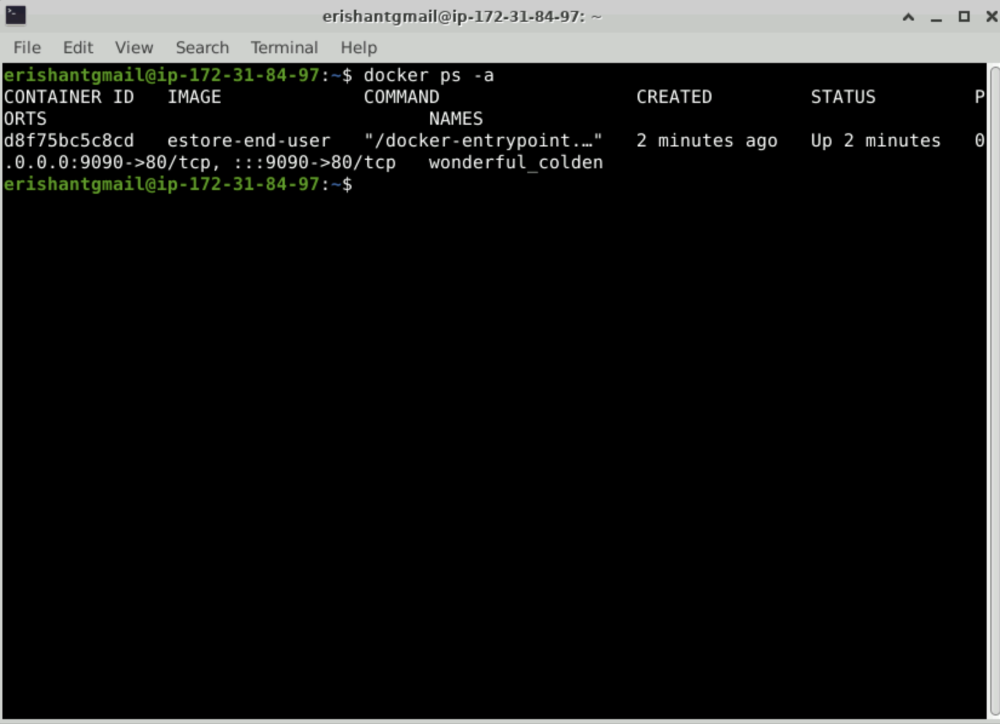 erishantgmail@ip-172-31-84-97: ~
File Edit View Search Terminal Help
erishantgmail@ip-172-31-84-97:~$ docker ps -a
CONTAINER ID   IMAGE             COMMAND                  CREATED         STATUS         P
ORTS                                   NAMES
d8f75bc5c8cd   estore-end-user   "/docker-entrypoint.…"   2 minutes ago   Up 2 minutes   0
.0.0.0:9090->80/tcp, :::9090->80/tcp   wonderful_colden
erishantgmail@ip-172-31-84-97:~$